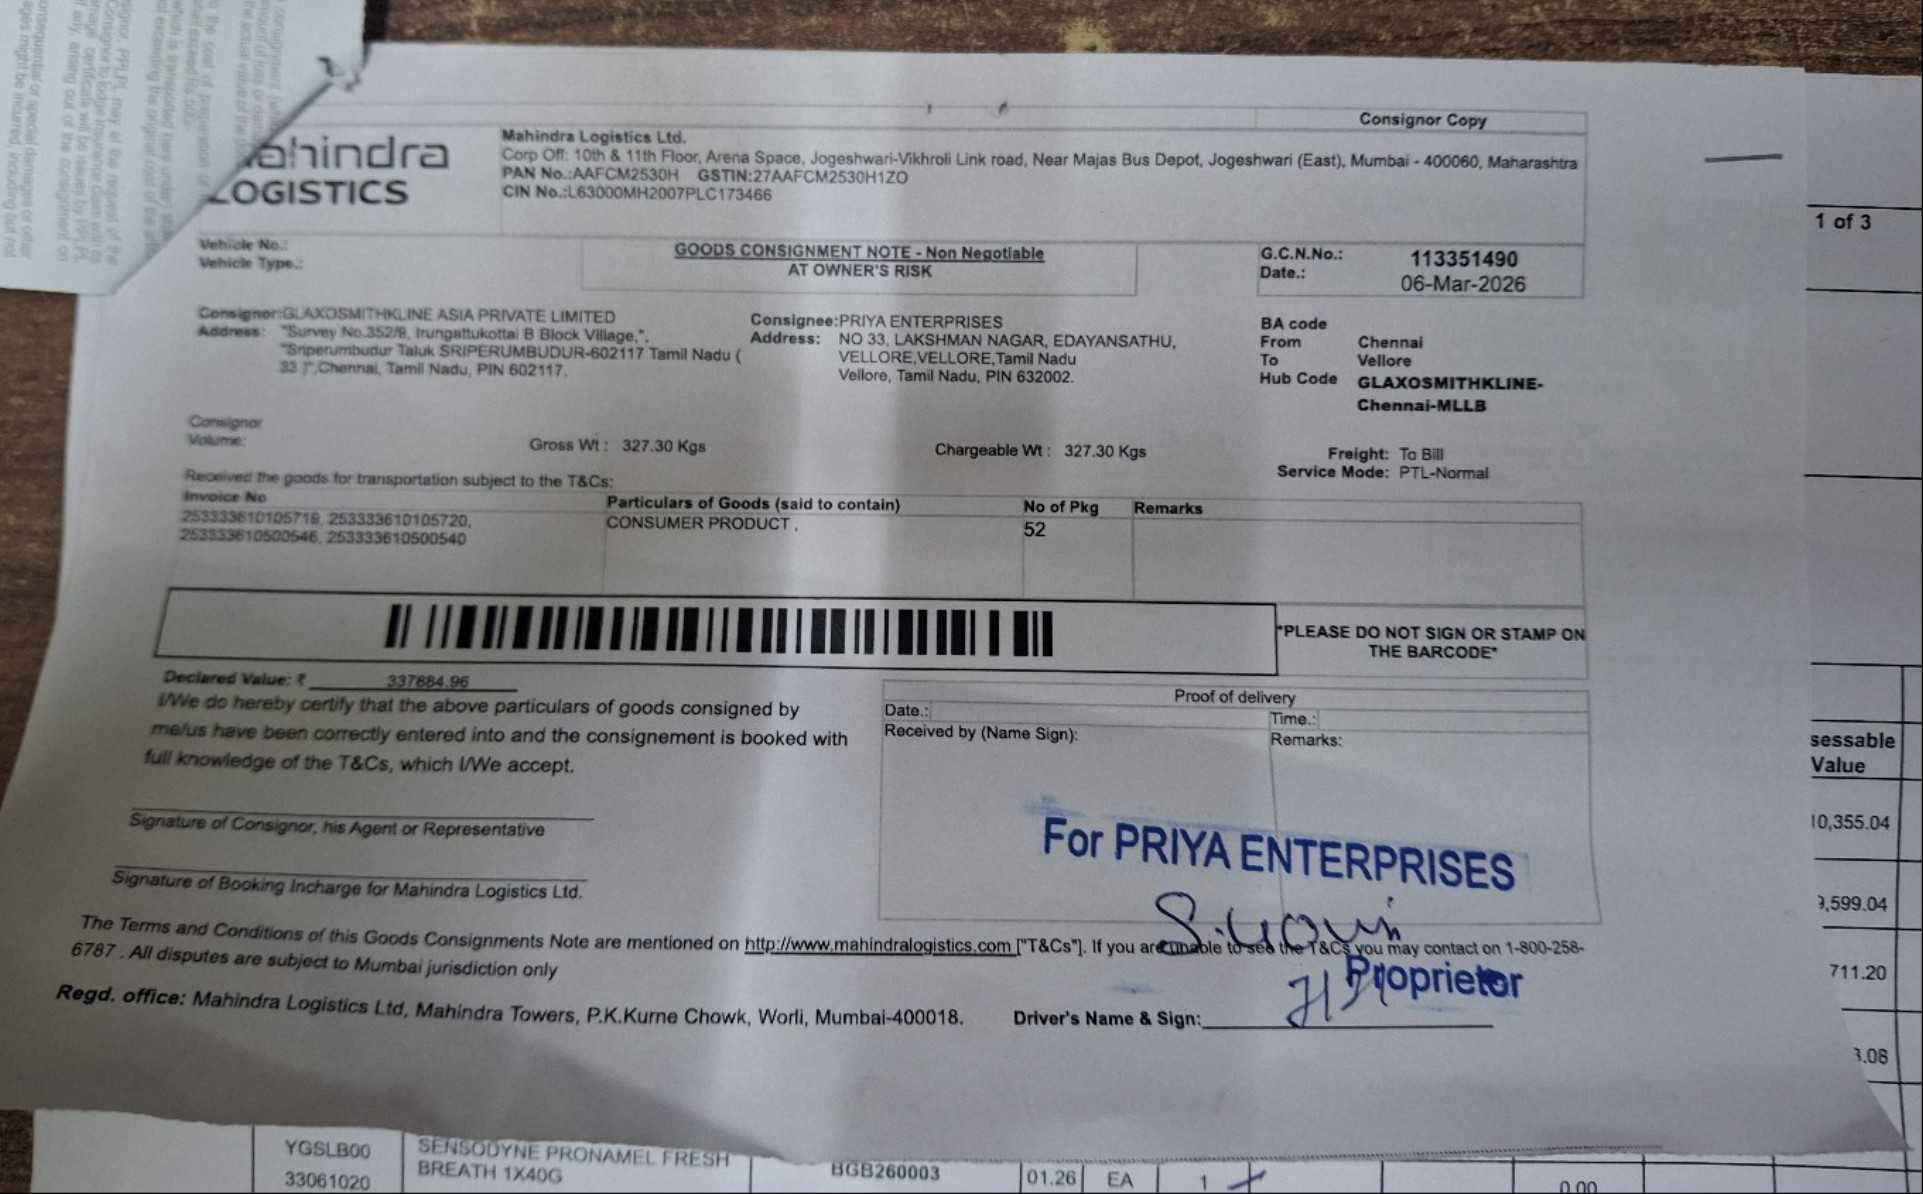 Consignor Copy
ahindra
LOGISTICS
Mahindra Logistics Ltd.
Corp Off: 10th & 11th Floor, Arena Space, Jogeshwari-Vikhroli Link road, Near Majas Bus Depot, Jogeshwari (East), Mumbai - 400060, Maharashtra
PAN No.:AAFCM2530H GSTIN:27AAFCM2530H1ZO
CIN No.:L63000MH2007PLC173466
1 of 3
Vehicle No.:
Vehicle Type.:
GOODS CONSIGNMENT NOTE - Non Negotiable
AT OWNER'S RISK
G.C.N.No.: 113351490
Date.: 06-Mar-2026
Consignor:GLAXOSMITHKLINE ASIA PRIVATE LIMITED
Address: "Survey No.352/9, Irungattukottai B Block Village,",
"Sriperumbudur Taluk SRIPERUMBUDUR-602117 Tamil Nadu (
33 )",Chennai, Tamil Nadu, PIN 602117.
Consignee:PRIYA ENTERPRISES
Address: NO 33, LAKSHMAN NAGAR, EDAYANSATHU,
VELLORE,VELLORE,Tamil Nadu
Vellore, Tamil Nadu, PIN 632002.
BA code
From Chennai
To Vellore
Hub Code GLAXOSMITHKLINE-
Chennai-MLLB
Consignor
Volume:
Gross Wt : 327.30 Kgs
Chargeable Wt : 327.30 Kgs
Freight: To Bill
Service Mode: PTL-Normal
Received the goods for transportation subject to the T&Cs:
Invoice No Particulars of Goods (said to contain) No of Pkg Remarks
253333610105719, 253333610105720, CONSUMER PRODUCT , 52
253333610500546, 253333610500540
*PLEASE DO NOT SIGN OR STAMP ON
THE BARCODE*
Declared Value: ₹ 337884.96
I/We do hereby certify that the above particulars of goods consigned by
me/us have been correctly entered into and the consignement is booked with
full knowledge of the T&Cs, which I/We accept.
Proof of delivery
Date.:
Time.:
Received by (Name Sign):
Remarks:
For PRIYA ENTERPRISES
Proprietor
Signature of Consignor, his Agent or Representative
Signature of Booking Incharge for Mahindra Logistics Ltd.
The Terms and Conditions of this Goods Consignments Note are mentioned on http://www.mahindralogistics.com ["T&Cs"]. If you are unable to see the T&Cs you may contact on 1-800-258-
6787 . All disputes are subject to Mumbai jurisdiction only
Regd. office: Mahindra Logistics Ltd, Mahindra Towers, P.K.Kurne Chowk, Worli, Mumbai-400018.
Driver's Name & Sign:
sessable
Value
10,355.04
9,599.04
711.20
3.08
YGSLB00
33061020
SENSODYNE PRONAMEL FRESH
BREATH 1X40G
BGB260003
01.26
EA
1
0.00